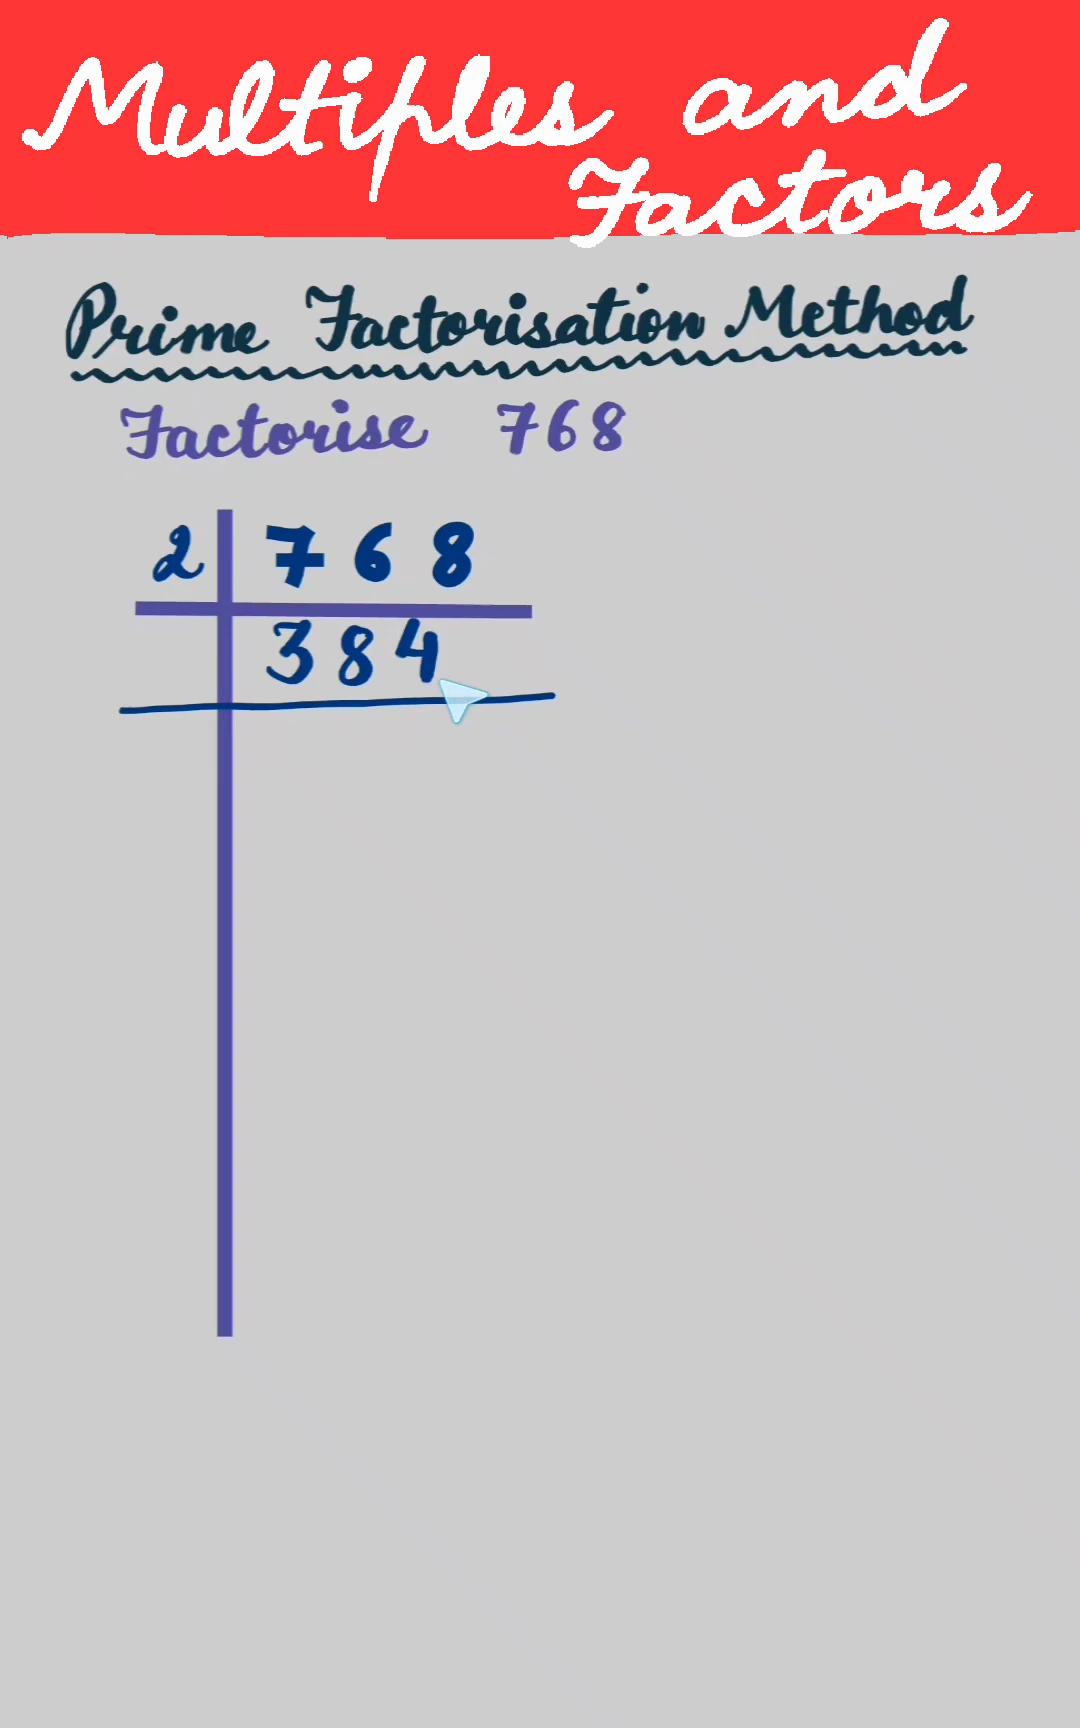 Multiples and
Factors
Prime Factorisation Method
Factorise 768
2 768
384